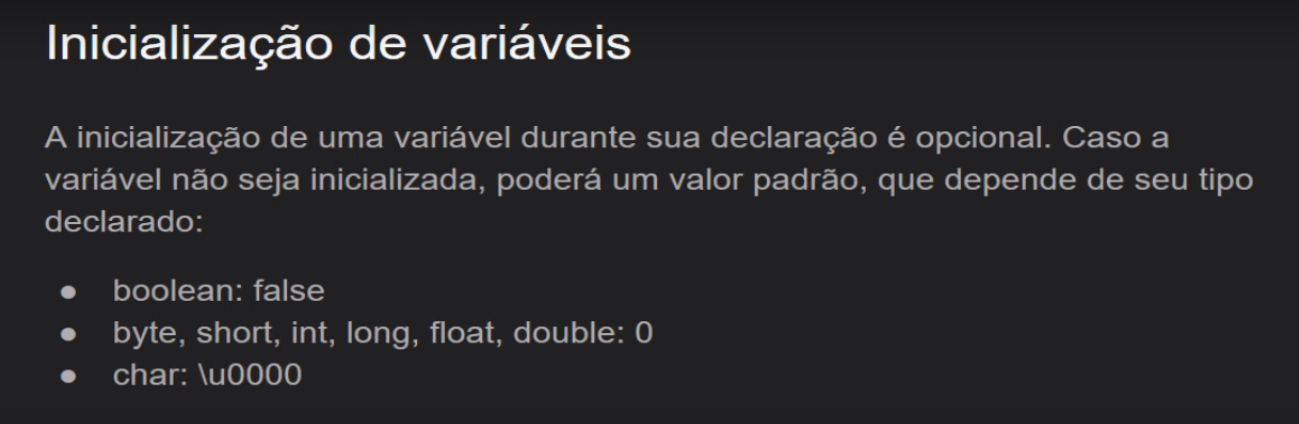 Inicialização de variáveis
A inicialização de uma variável durante sua declaração é opcional. Caso a
variável não seja inicializada, poderá um valor padrão, que depende de seu tipo
declarado:
● boolean: false
● byte, short, int, long, float, double: 0
● char: \u0000